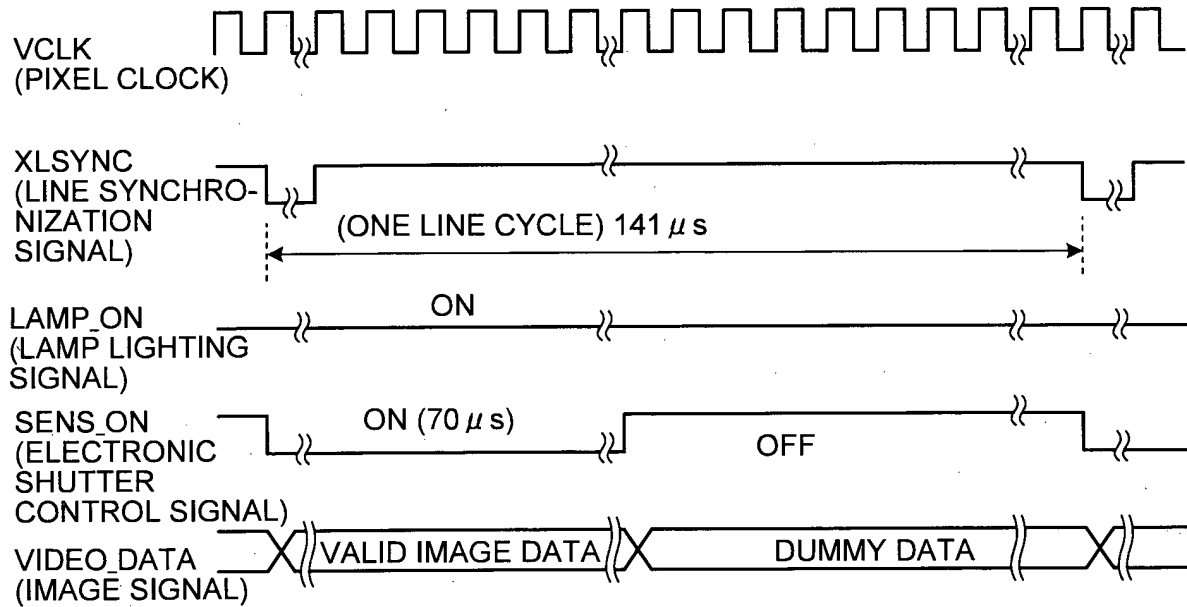 VCLK
(PIXEL CLOCK)
XLSYNC
(LINE SYNCHRO-
NIZATION
SIGNAL)
(ONE LINE CYCLE) 141 μs
LAMP_ON
(LAMP LIGHTING
SIGNAL)
ON
SENS_ON
(ELECTRONIC
SHUTTER
CONTROL SIGNAL)
ON (70 μs)
OFF
VIDEO_DATA
(IMAGE SIGNAL)
VALID IMAGE DATA
DUMMY DATA